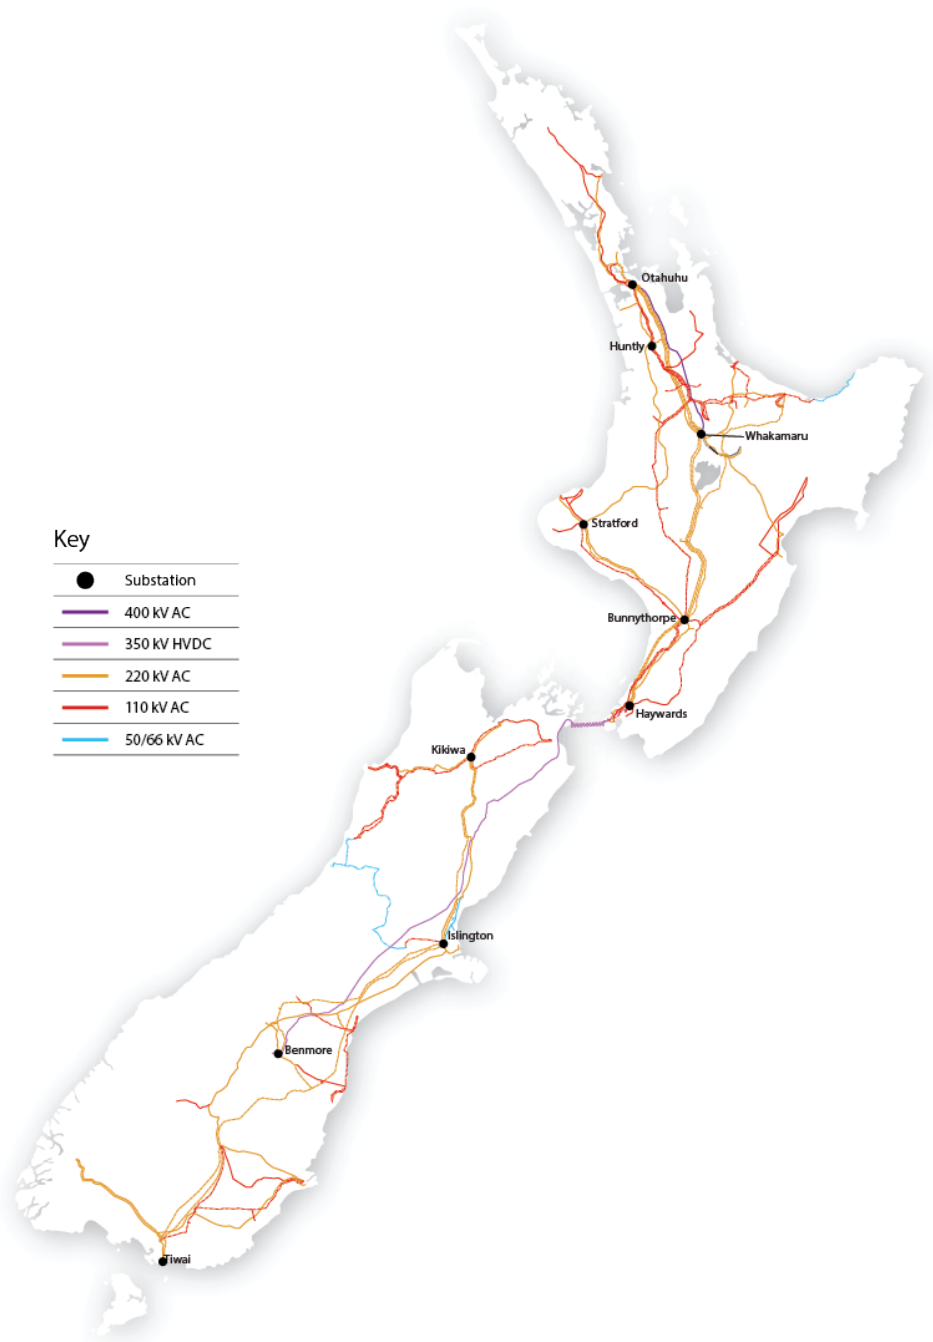 Otahuhu
Huntly
Whakamaru
Stratford
Key
Substation
400 kV AC
350 kV HVDC
220 kV AC
110 kV AC
50/66 kV AC
Bunnythorpe
Haywards
Kikiwa
Islington
Benmore
Tiwai